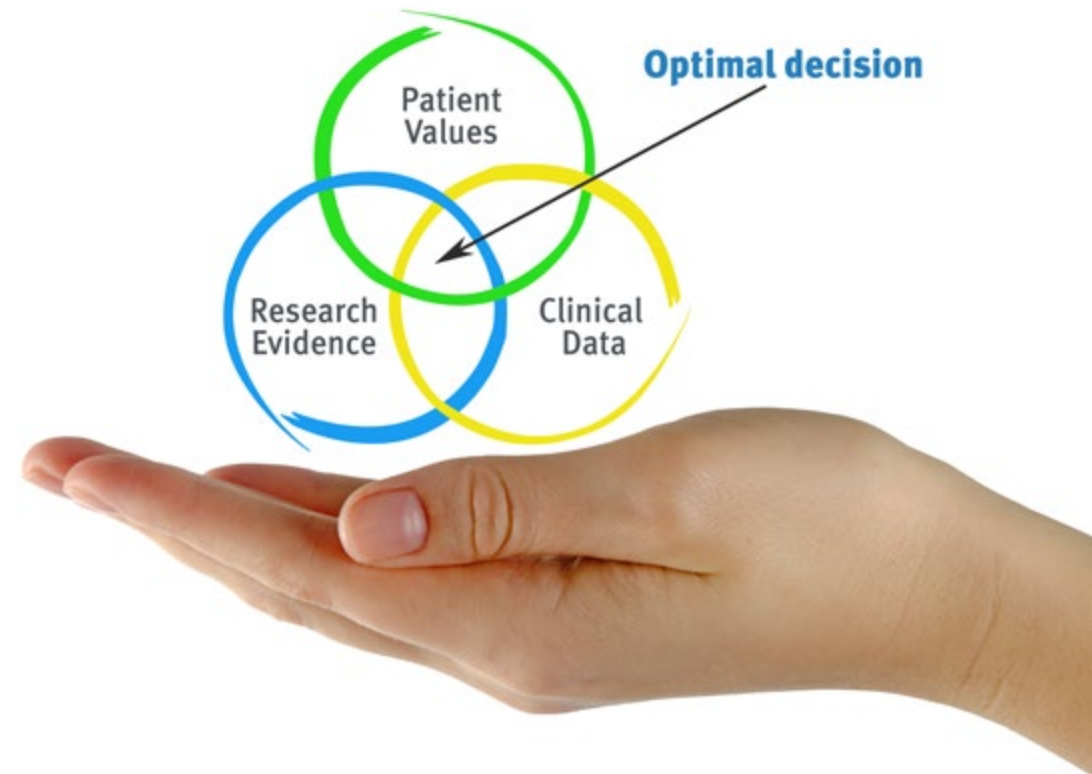 Optimal decision
Patient
Values
Research
Evidence
Clinical
Data